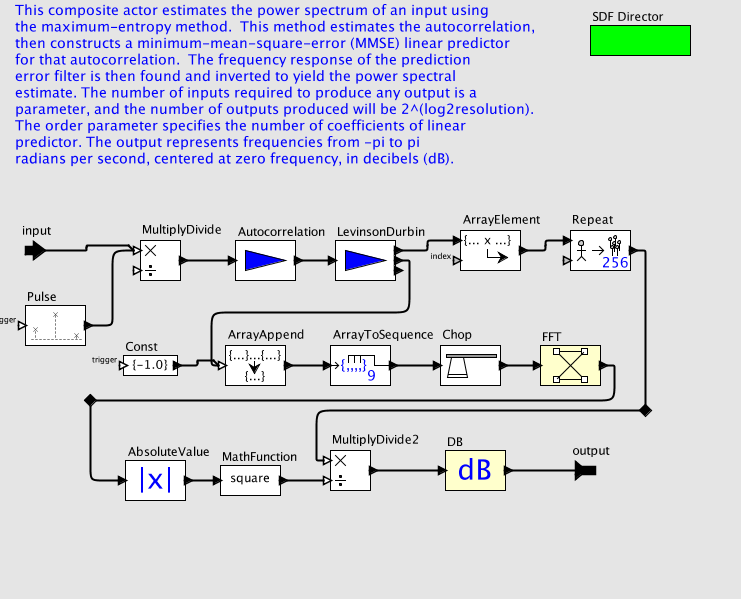 This composite actor estimates the power spectrum of an input using
the maximum-entropy method.  This method estimates the autocorrelation,
then constructs a minimum-mean-square-error (MMSE) linear predictor
for that autocorrelation.  The frequency response of the prediction
error filter is then found and inverted to yield the power spectral
estimate. The number of inputs required to produce any output is a
parameter, and the number of outputs produced will be 2^(log2resolution).
The order parameter specifies the number of coefficients of linear
predictor. The output represents frequencies from -pi to pi
radians per second, centered at zero frequency, in decibels (dB).
SDF Director
input
MultiplyDivide
×
÷
Autocorrelation
LevinsonDurbin
ArrayElement
{... x ...}
index
Repeat
256
Pulse
gger
Const
trigger
{-1.0}
ArrayAppend
{...}...{...}
{...}
ArrayToSequence
{,,,,}
9
Chop
FFT
AbsoluteValue
|x|
MathFunction
square
MultiplyDivide2
×
÷
DB
dB
output